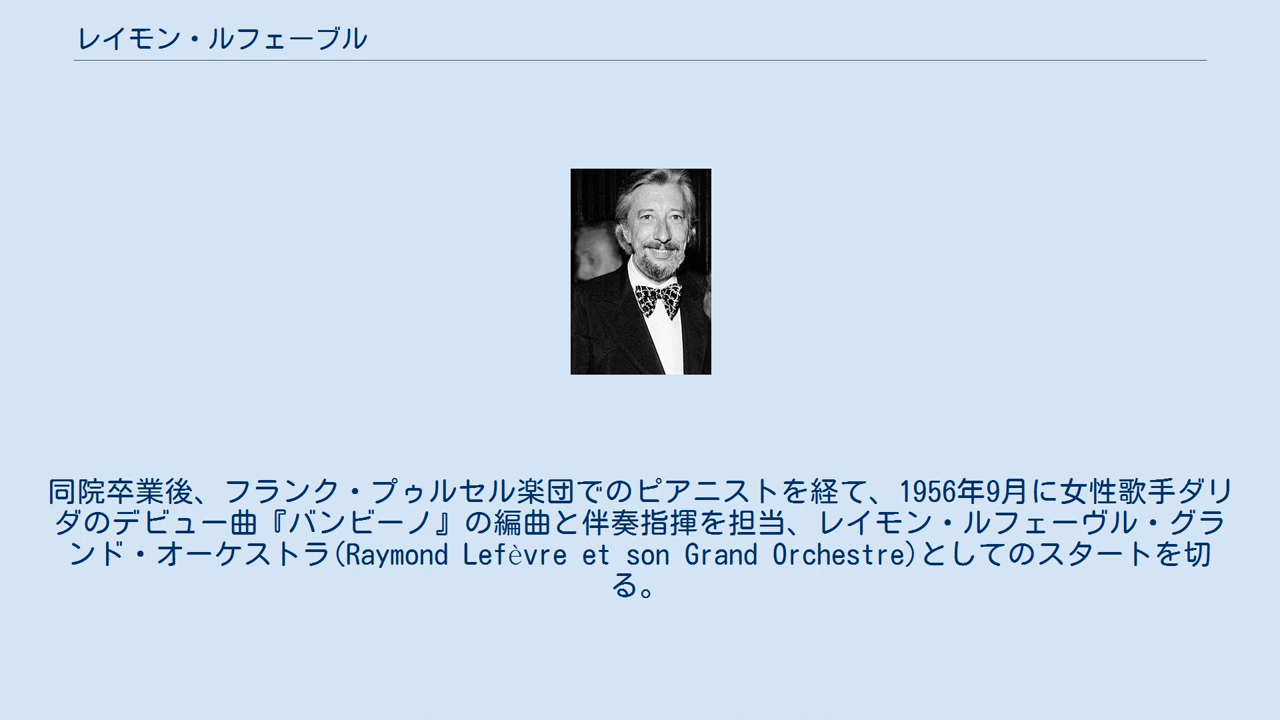 レイモン・ルフェーブル
同院卒業後、フランク・プゥルセル楽団でのピアニストを経て、1956年9月に女性歌手ダリ
ダのデビュー曲『バンビーノ』の編曲と伴奏指揮を担当、レイモン・ルフェーヴル・グラ
ンド・オーケストラ(Raymond Lefèvre et son Grand Orchestre)としてのスタートを切
る。